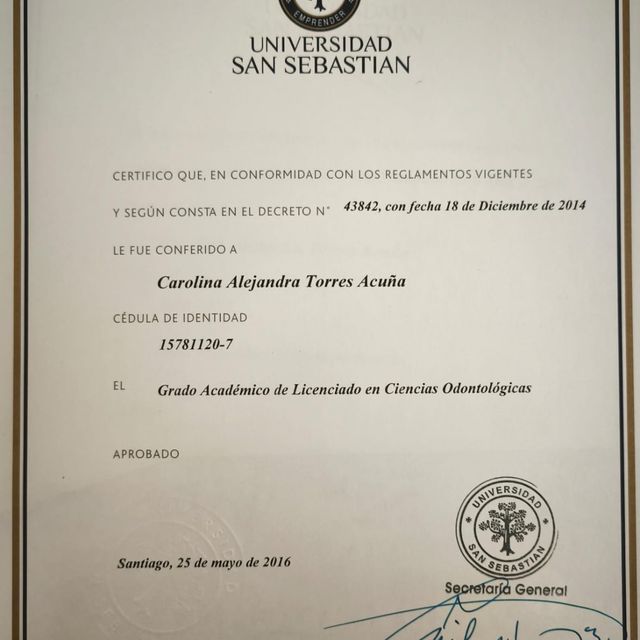 EMPRENDER
UNIVERSIDAD
SAN SEBASTIAN
CERTIFICO QUE, EN CONFORMIDAD CON LOS REGLAMENTOS VIGENTES
Y SEGÚN CONSTA EN EL DECRETO N° 43842, con fecha 18 de Diciembre de 2014
LE FUE CONFERIDO A
Carolina Alejandra Torres Acuña
CÉDULA DE IDENTIDAD
15781120-7
EL Grado Académico de Licenciado en Ciencias Odontológicas
APROBADO
UNIVERSIDAD
SAN SEBASTIAN
Santiago, 25 de mayo de 2016
Secretaría General